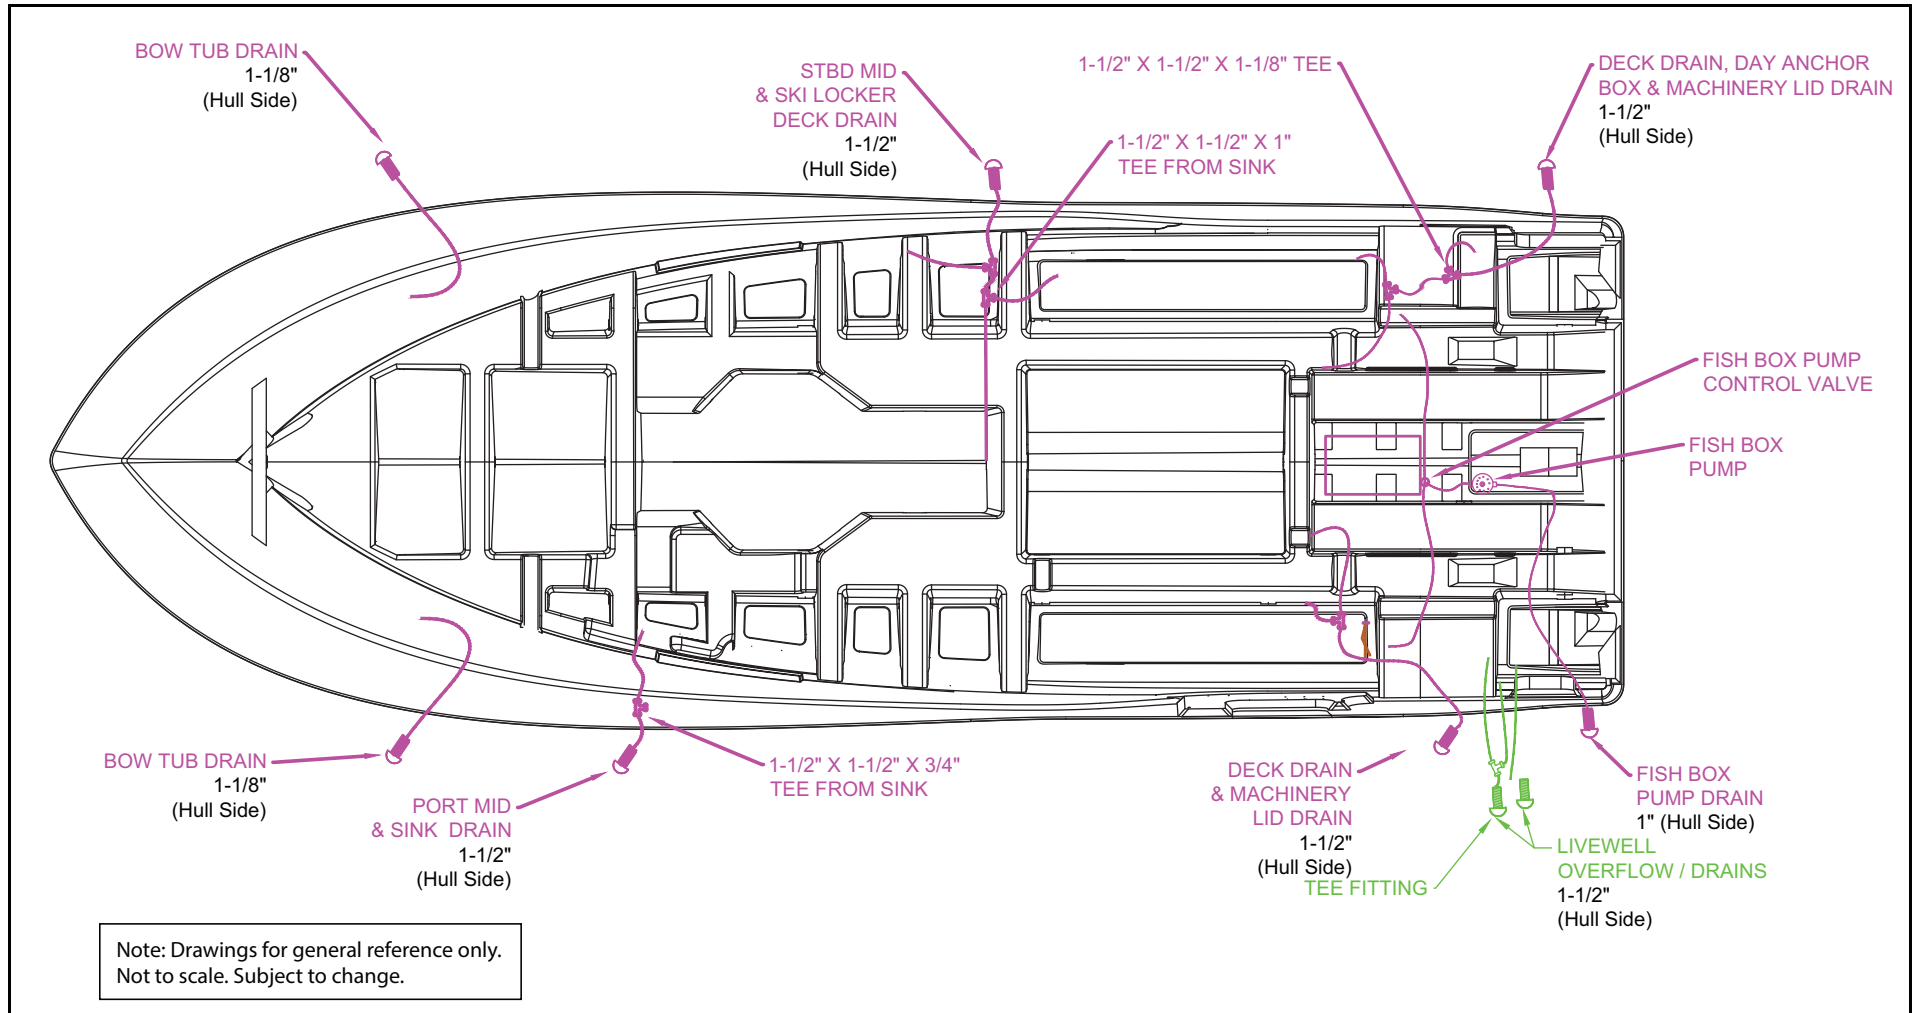 BOW TUB DRAIN
1-1/8"
(Hull Side)
STBD MID
& SKI LOCKER
DECK DRAIN
1-1/2"
(Hull Side)
1-1/2" X 1-1/2" X 1-1/8" TEE
1-1/2" X 1-1/2" X 1"
TEE FROM SINK
DECK DRAIN, DAY ANCHOR
BOX & MACHINERY LID DRAIN
1-1/2"
(Hull Side)
FISH BOX PUMP
CONTROL VALVE
FISH BOX
PUMP
BOW TUB DRAIN
1-1/8"
(Hull Side)
PORT MID
& SINK DRAIN
1-1/2"
(Hull Side)
1-1/2" X 1-1/2" X 3/4"
TEE FROM SINK
DECK DRAIN
& MACHINERY
LID DRAIN
1-1/2"
(Hull Side)
TEE FITTING
FISH BOX
PUMP DRAIN
1" (Hull Side)
LIVEWELL
OVERFLOW / DRAINS
1-1/2"
(Hull Side)
Note: Drawings for general reference only.
Not to scale. Subject to change.